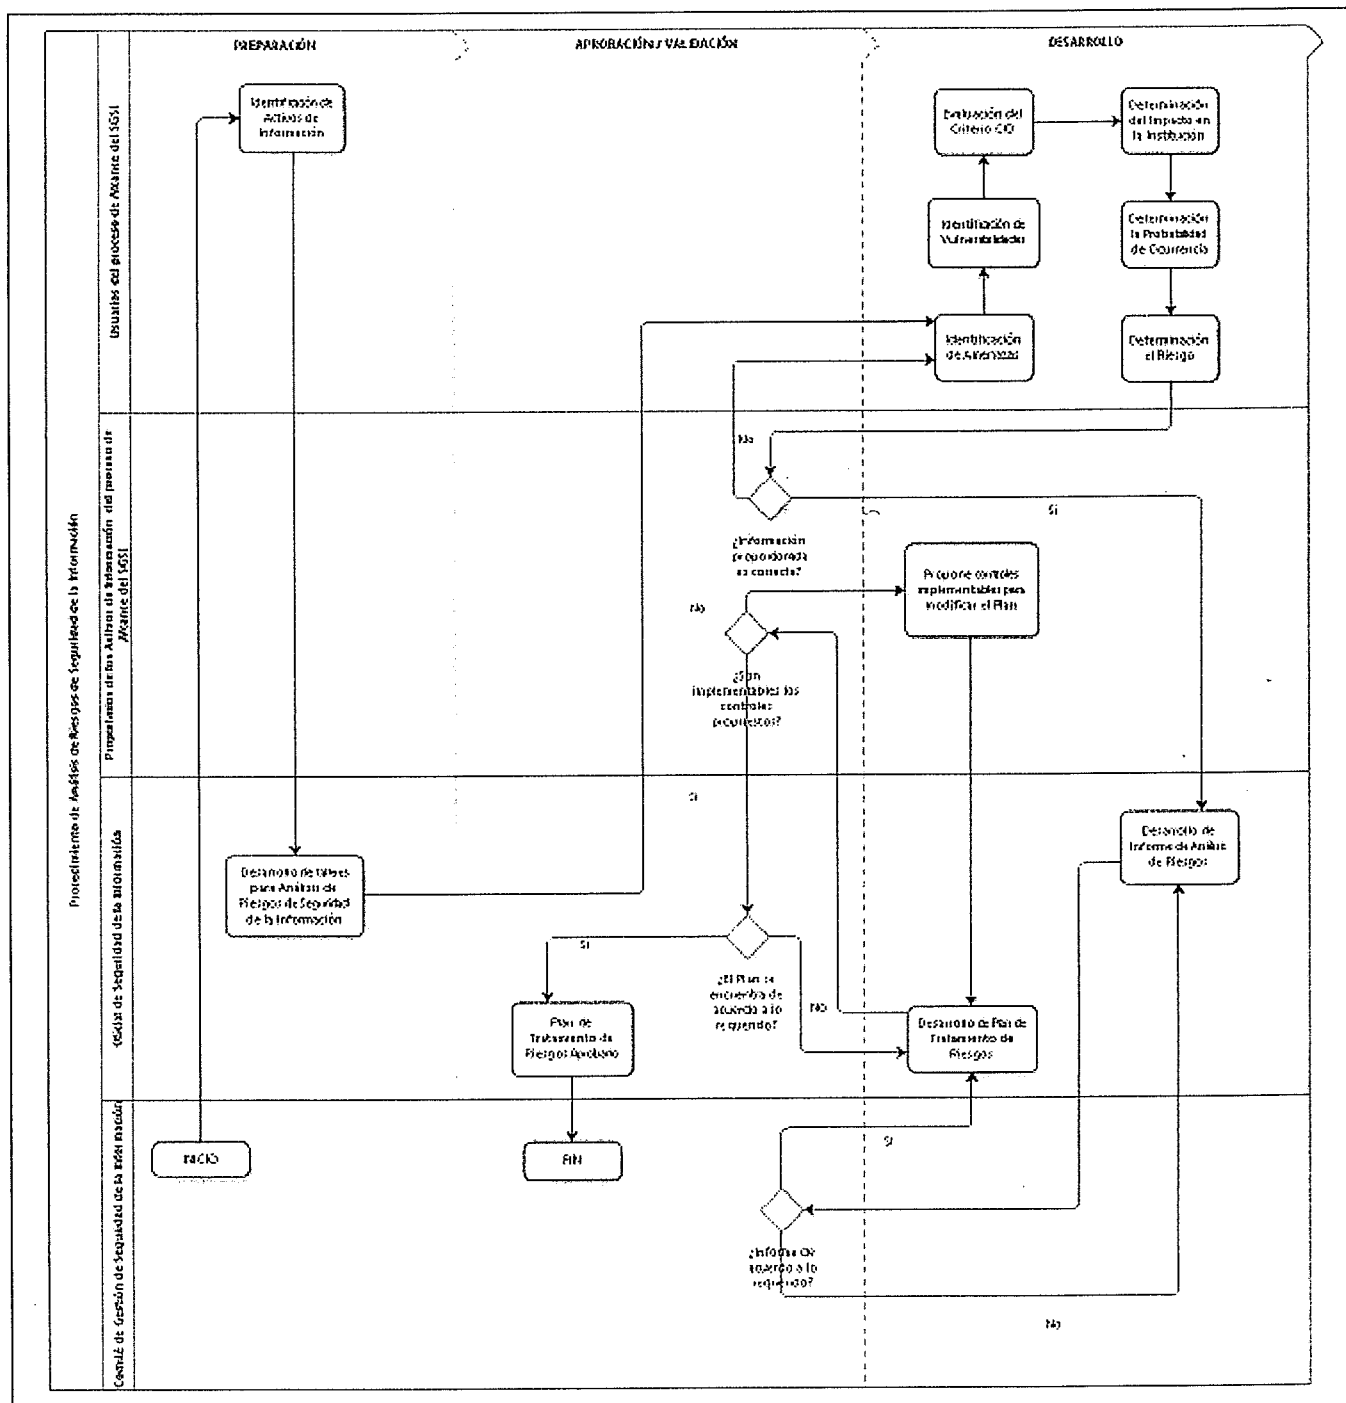 PREPARACIÓN
APROBACIÓN / VALIDACIÓN
DESARROLLO
Procedimiento de Análisis de Riesgos de Seguridad de la Información
Usuarios del proceso de Alcance del SGSI
Identificación de
Activos de
Información
Evaluación del
Criterio CID
Determinación
del Impacto en
la Institución
Identificación de
Vulnerabilidades
Determinación
la Probabilidad
de Ocurrencia
Identificación
de Amenazas
Determinación
el Riesgo
Propietarios de los Activos de Información del proceso de
Alcance del SGSI
No
Si
¿Información
proporcionada
es correcta?
Propone controles
implementables para
modificar el Plan
No
¿Son
implementables los
controles
propuestos?
Si
Oficial de Seguridad de la Información
Desarrollo de
Informe de Análisis
de Riesgos
Desarrollo de talleres
para Análisis de
Riesgos de Seguridad
de la Información
Si
¿El Plan se
encuentra de
acuerdo a lo
requerido?
No
Plan de
Tratamiento de
Riesgos Aprobado
Desarrollo de Plan de
Tratamiento de
Riesgos
Comité de Gestión de Seguridad de la Información
INICIO
FIN
Si
¿Informe de
acuerdo a lo
requerido?
No